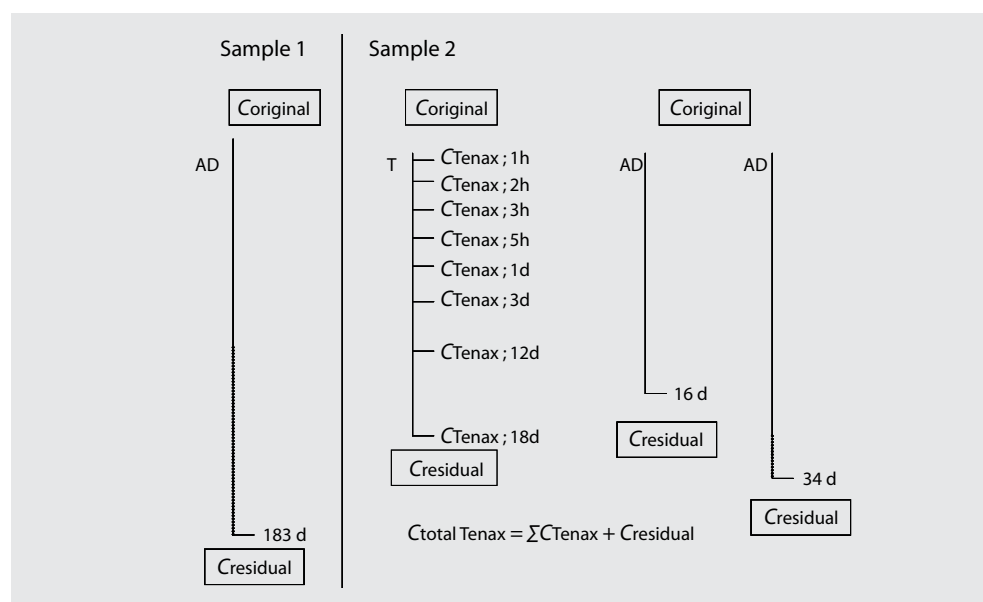 Sample 1
Coriginal
AD
183 d
Cresidual
Sample 2
Coriginal
T
CTenax ; 1h
CTenax ; 2h
CTenax ; 3h
CTenax ; 5h
CTenax ; 1d
CTenax ; 3d
CTenax ; 12d
CTenax ; 18d
Cresidual
Coriginal
AD
16 d
Cresidual
AD
34 d
Cresidual
Ctotal Tenax = ∑CTenax + Cresidual